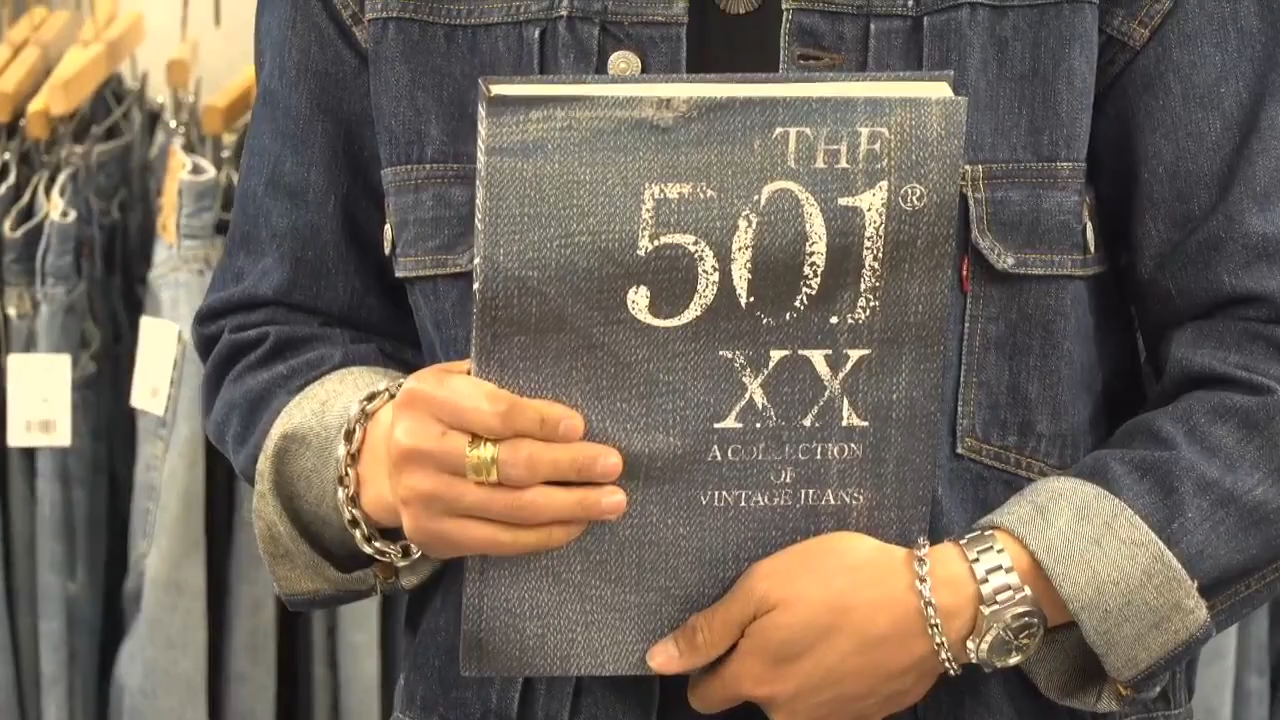 THE
501®
XX
A COLLECTION
OF
VINTAGE JEANS